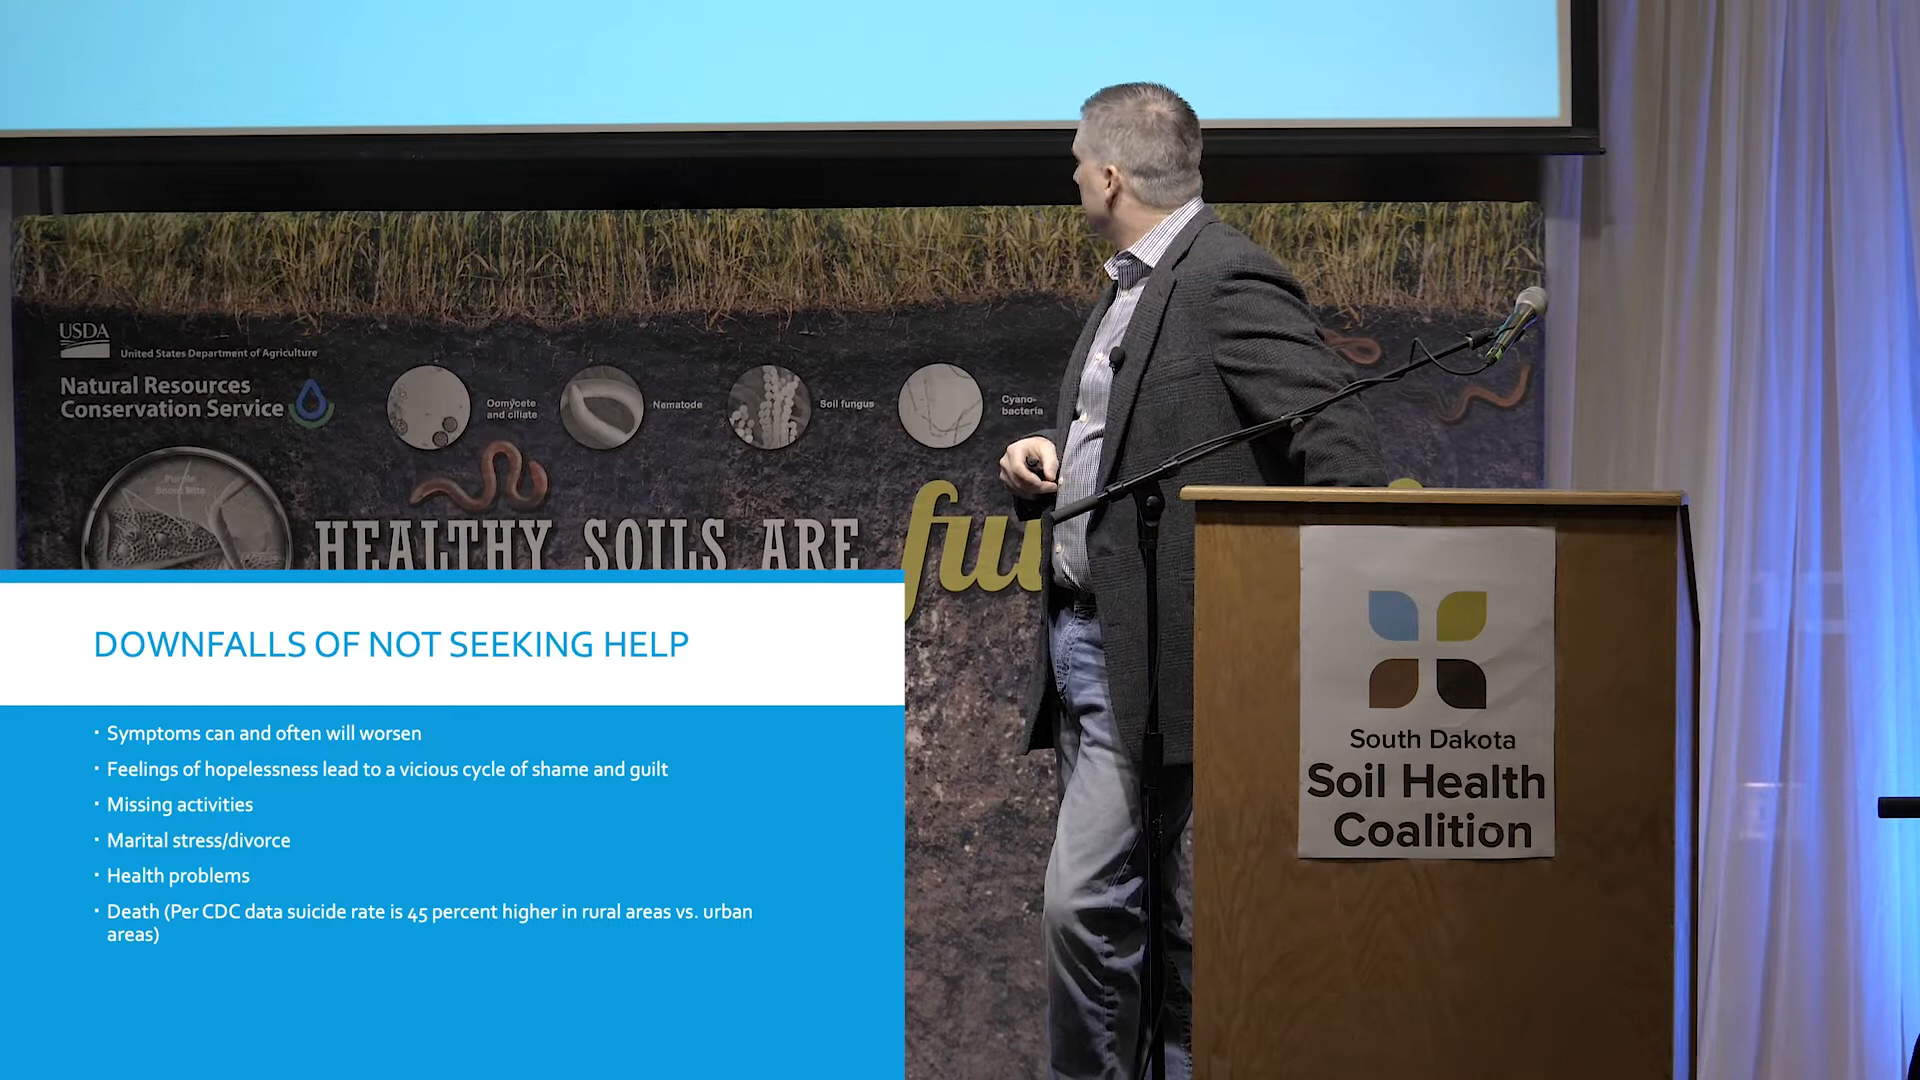 USDA
United States Department of Agriculture
Natural Resources
Conservation Service
Oomycete
and ciliate
Nematode
Soil fungus
Cyano-
bacteria
Purple
HEALTHY SOILS ARE
DOWNFALLS OF NOT SEEKING HELP
· Symptoms can and often will worsen
· Feelings of hopelessness lead to a vicious cycle of shame and guilt
· Missing activities
· Marital stress/divorce
· Health problems
· Death (Per CDC data suicide rate is 45 percent higher in rural areas vs. urban
areas)
South Dakota
Soil Health
Coalition